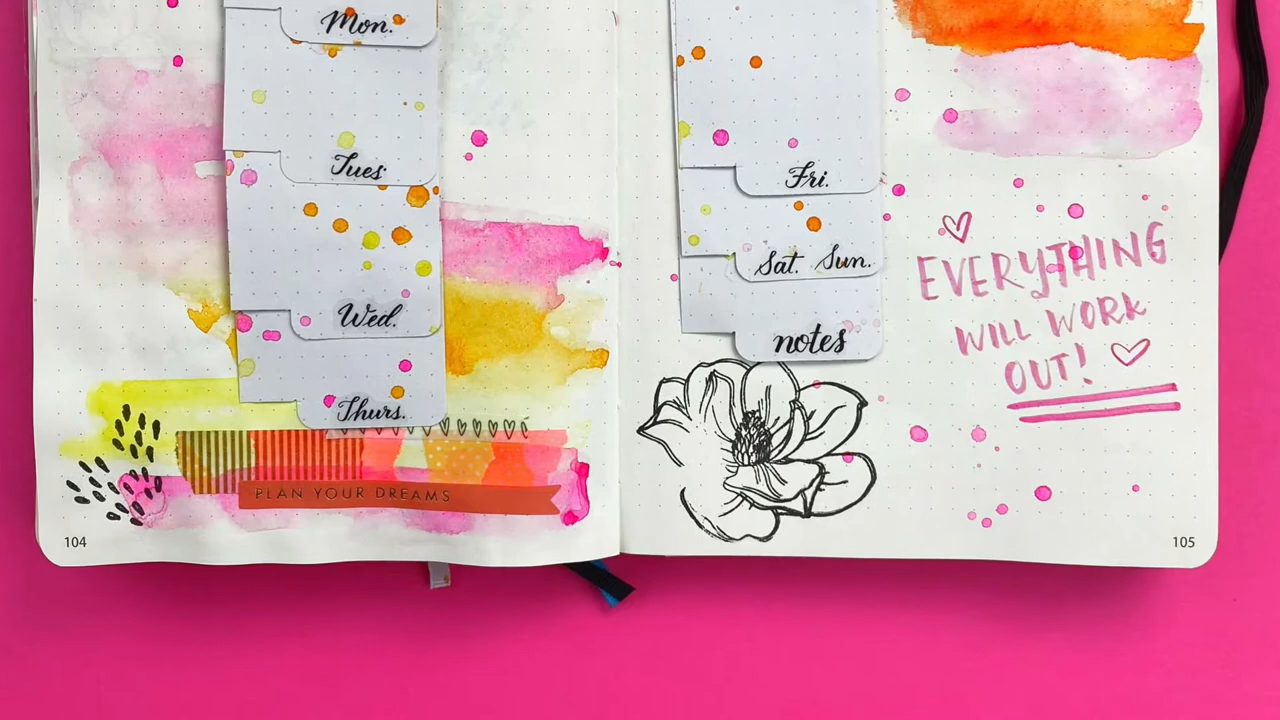 Mon.
Tues.
Wed.
Thurs.
PLAN YOUR DREAMS
104
Fri.
Sat. Sun.
notes
EVERYTHING
WILL WORK
OUT!
105